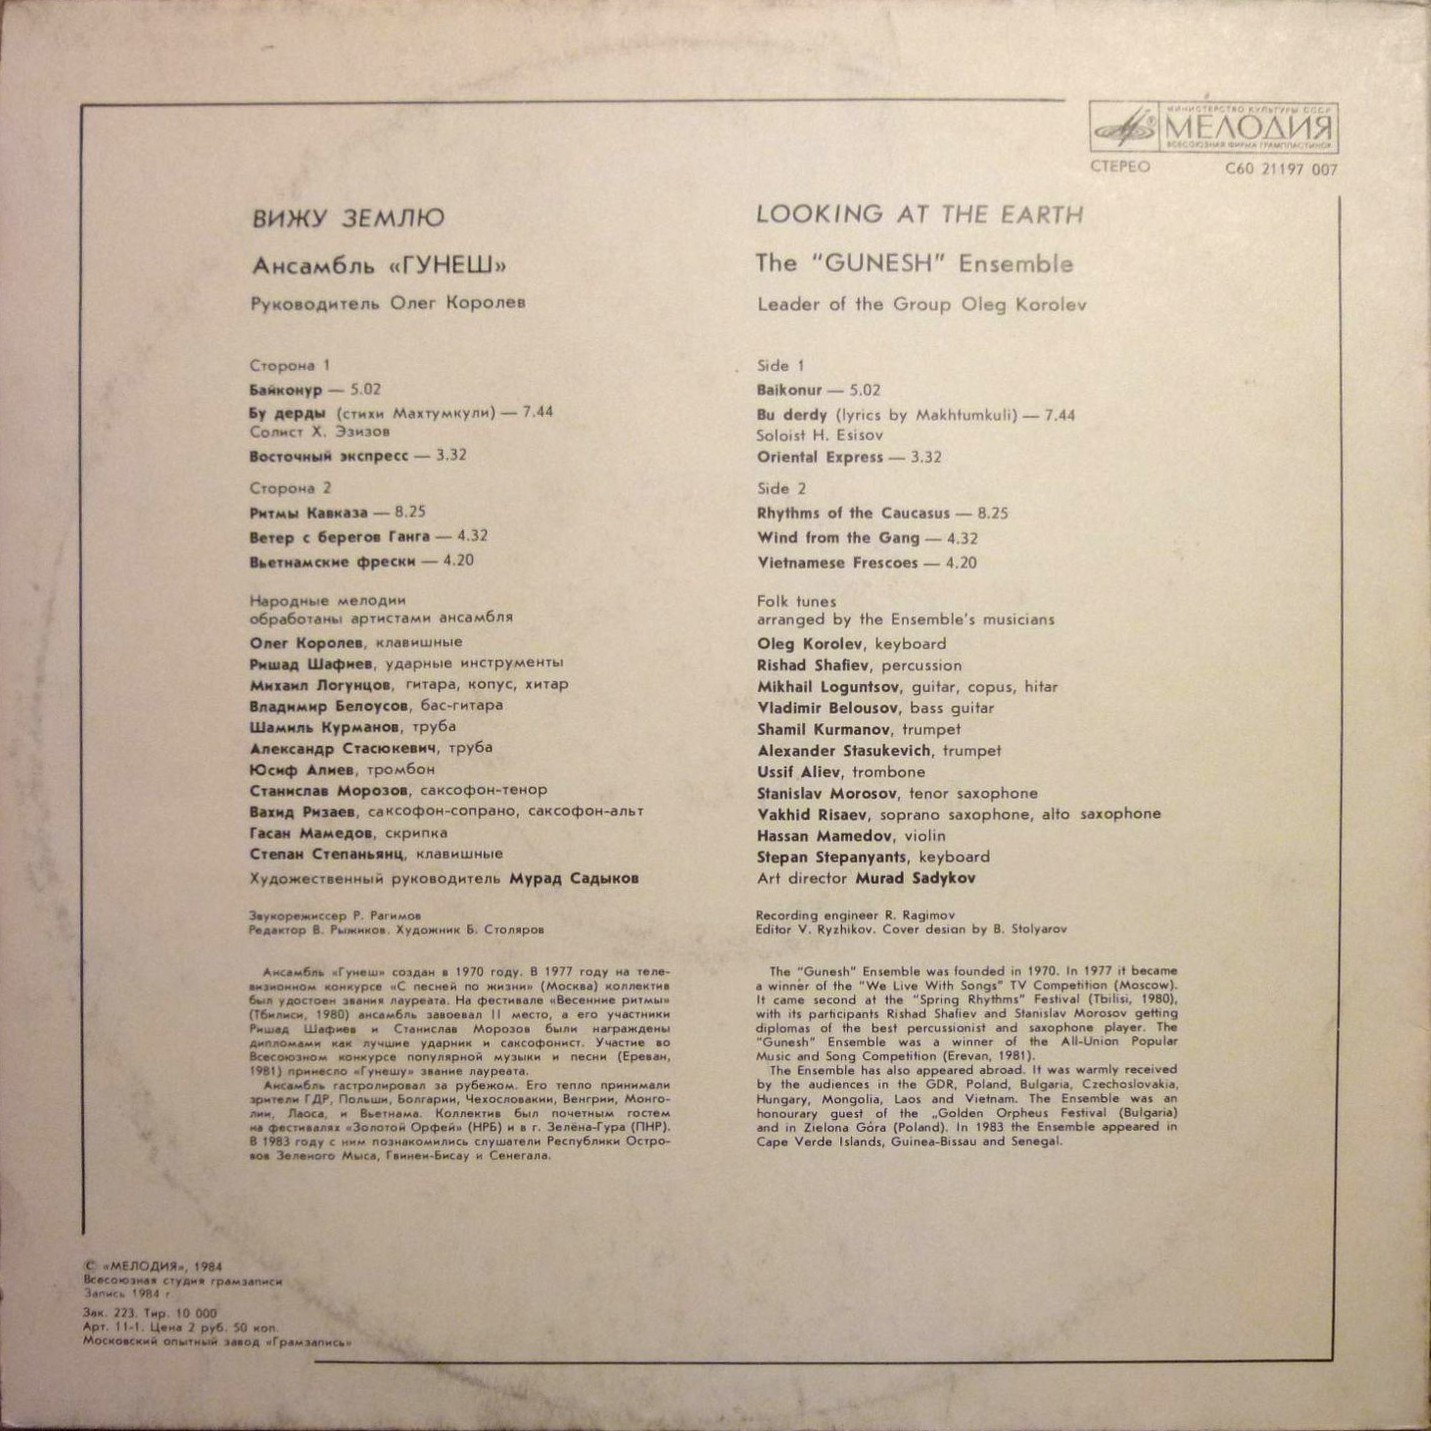 МИНИСТЕРСТВО КУЛЬТУРЫ СССР
МЕЛОДИЯ
ВСЕСОЮЗНАЯ ФИРМА ГРАМПЛАСТИНОК
СТЕРЕО С60 21197 007
ВИЖУ ЗЕМЛЮ
Ансамбль «ГУНЕШ»
Руководитель Олег Королев
Сторона 1
Байконур — 5.02
Бу дерды (стихи Махтумкули) — 7.44
Солист Х. Эзизов
Восточный экспресс — 3.32
Сторона 2
Ритмы Кавказа — 8.25
Ветер с берегов Ганга — 4.32
Вьетнамские фрески — 4.20
Народные мелодии
обработаны артистами ансамбля
Олег Королев, клавишные
Ришад Шафиев, ударные инструменты
Михаил Логунцов, гитара, копус, хитар
Владимир Белоусов, бас-гитара
Шамиль Курманов, труба
Александр Стасюкевич, труба
Юсиф Алиев, тромбон
Станислав Морозов, саксофон-тенор
Вахид Ризаев, саксофон-сопрано, саксофон-альт
Гасан Мамедов, скрипка
Степан Степаньянц, клавишные
Художественный руководитель Мурад Садыков
Звукорежиссер Р. Рагимов
Редактор В. Рыжиков. Художник Б. Столяров
Ансамбль «Гунеш» создан в 1970 году. В 1977 году на теле-
визионном конкурсе «С песней по жизни» (Москва) коллектив
был удостоен звания лауреата. На фестивале «Весенние ритмы»
(Тбилиси, 1980) ансамбль завоевал II место, а его участники
Ришад Шафиев и Станислав Морозов были награждены
дипломами как лучшие ударник и саксофонист. Участие во
Всесоюзном конкурсе популярной музыки и песни (Ереван,
1981) принесло «Гунешу» звание лауреата.
Ансамбль гастролировал за рубежом. Его тепло принимали
зрители ГДР, Польши, Болгарии, Чехословакии, Венгрии, Монго-
лии, Лаоса, и Вьетнама. Коллектив был почетным гостем
на фестивалях «Золотой Орфей» (НРБ) и в г. Зелёна-Гура (ПНР).
В 1983 году с ним познакомились слушатели Республики Остро-
вов Зеленого Мыса, Гвинеи-Бисау и Сенегала.
LOOKING AT THE EARTH
The "GUNESH" Ensemble
Leader of the Group Oleg Korolev
Side 1
Baikonur — 5.02
Bu derdy (lyrics by Makhtumkuli) — 7.44
Soloist H. Esisov
Oriental Express — 3.32
Side 2
Rhythms of the Caucasus — 8.25
Wind from the Gang — 4.32
Vietnamese Frescoes — 4.20
Folk tunes
arranged by the Ensemble's musicians
Oleg Korolev, keyboard
Rishad Shafiev, percussion
Mikhail Loguntsov, guitar, copus, hitar
Vladimir Belousov, bass guitar
Shamil Kurmanov, trumpet
Alexander Stasukevich, trumpet
Ussif Aliev, trombone
Stanislav Morosov, tenor saxophone
Vakhid Risaev, soprano saxophone, alto saxophone
Hassan Mamedov, violin
Stepan Stepanyants, keyboard
Art director Murad Sadykov
Recording engineer R. Ragimov
Editor V. Ryzhikov. Cover desian by B. Stolyarov
The "Gunesh" Ensemble was founded in 1970. In 1977 it became
a winner of the "We Live With Songs" TV Competition (Moscow).
It came second at the "Spring Rhythms" Festival (Tbilisi, 1980),
with its participants Rishad Shafiev and Stanislav Morosov getting
diplomas of the best percussionist and saxophone player. The
"Gunesh" Ensemble was a winner of the All-Union Popular
Music and Song Competition (Erevan, 1981).
The Ensemble has also appeared abroad. It was warmly received
by the audiences in the GDR, Poland, Bulgaria, Czechoslovakia,
Hungary, Mongolia, Laos and Vietnam. The Ensemble was an
honourary guest of the „Golden Orpheus Festival (Bulgaria)
and in Zielona Góra (Poland). In 1983 the Ensemble appeared in
Cape Verde Islands, Guinea-Bissau and Senegal.
С «МЕЛОДИЯ», 1984
Всесоюзная студия грамзаписи
Запись 1984 г
Зак. 223. Тир. 10 000
Арт. 11-1. Цена 2 руб. 50 коп.
Московский опытный завод «Грамзапись»